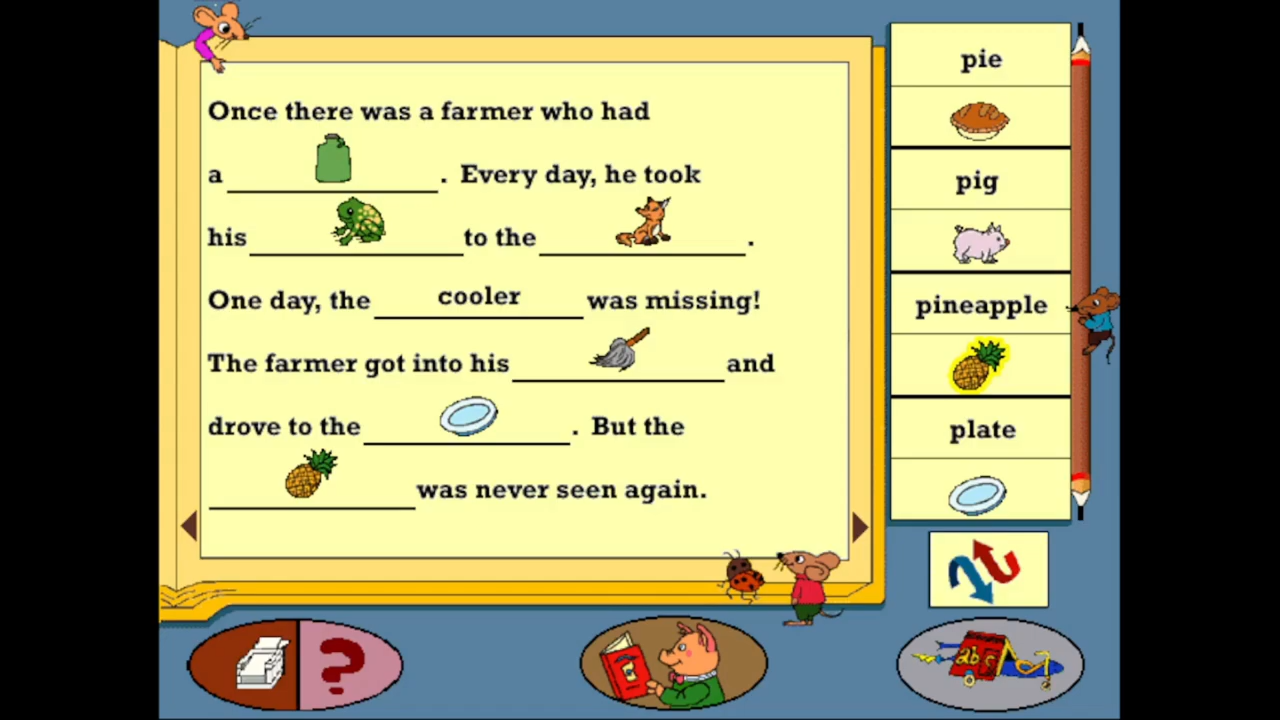 Once there was a farmer who had
a . Every day, he took
his to the .
One day, the cooler was missing!
The farmer got into his and
drove to the . But the
was never seen again.
pie
pig
pineapple
plate
?
abc